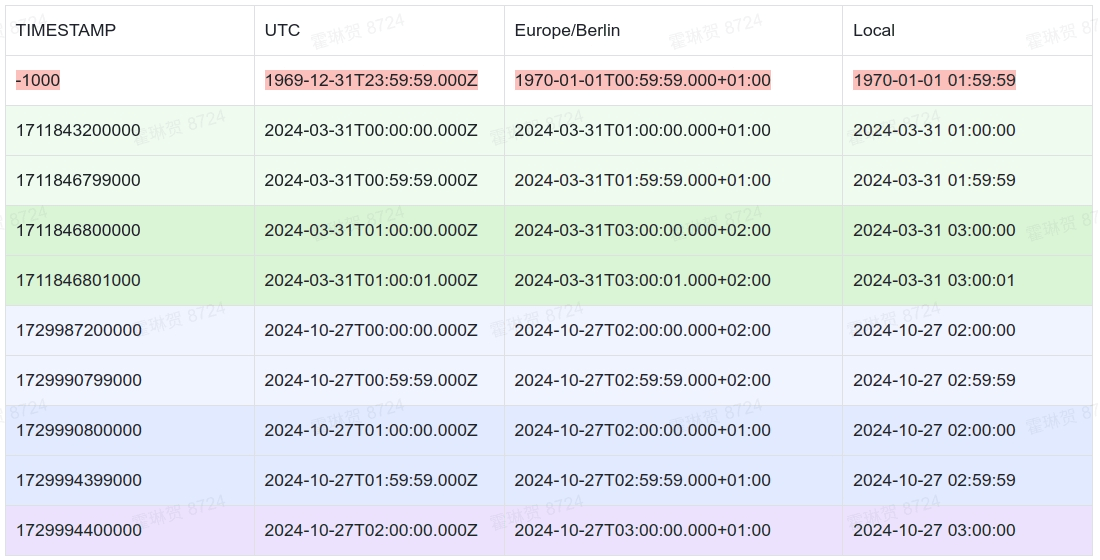 TIMESTAMP UTC Europe/Berlin Local
-1000 1969-12-31T23:59:59.000Z 1970-01-01T00:59:59.000+01:00 1970-01-01 01:59:59
1711843200000 2024-03-31T00:00:00.000Z 2024-03-31T01:00:00.000+01:00 2024-03-31 01:00:00
1711846799000 2024-03-31T00:59:59.000Z 2024-03-31T01:59:59.000+01:00 2024-03-31 01:59:59
1711846800000 2024-03-31T01:00:00.000Z 2024-03-31T03:00:00.000+02:00 2024-03-31 03:00:00
1711846801000 2024-03-31T01:00:01.000Z 2024-03-31T03:00:01.000+02:00 2024-03-31 03:00:01
1729987200000 2024-10-27T00:00:00.000Z 2024-10-27T02:00:00.000+02:00 2024-10-27 02:00:00
1729990799000 2024-10-27T00:59:59.000Z 2024-10-27T02:59:59.000+02:00 2024-10-27 02:59:59
1729990800000 2024-10-27T01:00:00.000Z 2024-10-27T02:00:00.000+01:00 2024-10-27 02:00:00
1729994399000 2024-10-27T01:59:59.000Z 2024-10-27T02:59:59.000+01:00 2024-10-27 02:59:59
1729994400000 2024-10-27T02:00:00.000Z 2024-10-27T03:00:00.000+01:00 2024-10-27 03:00:00
霍琳贺 8724